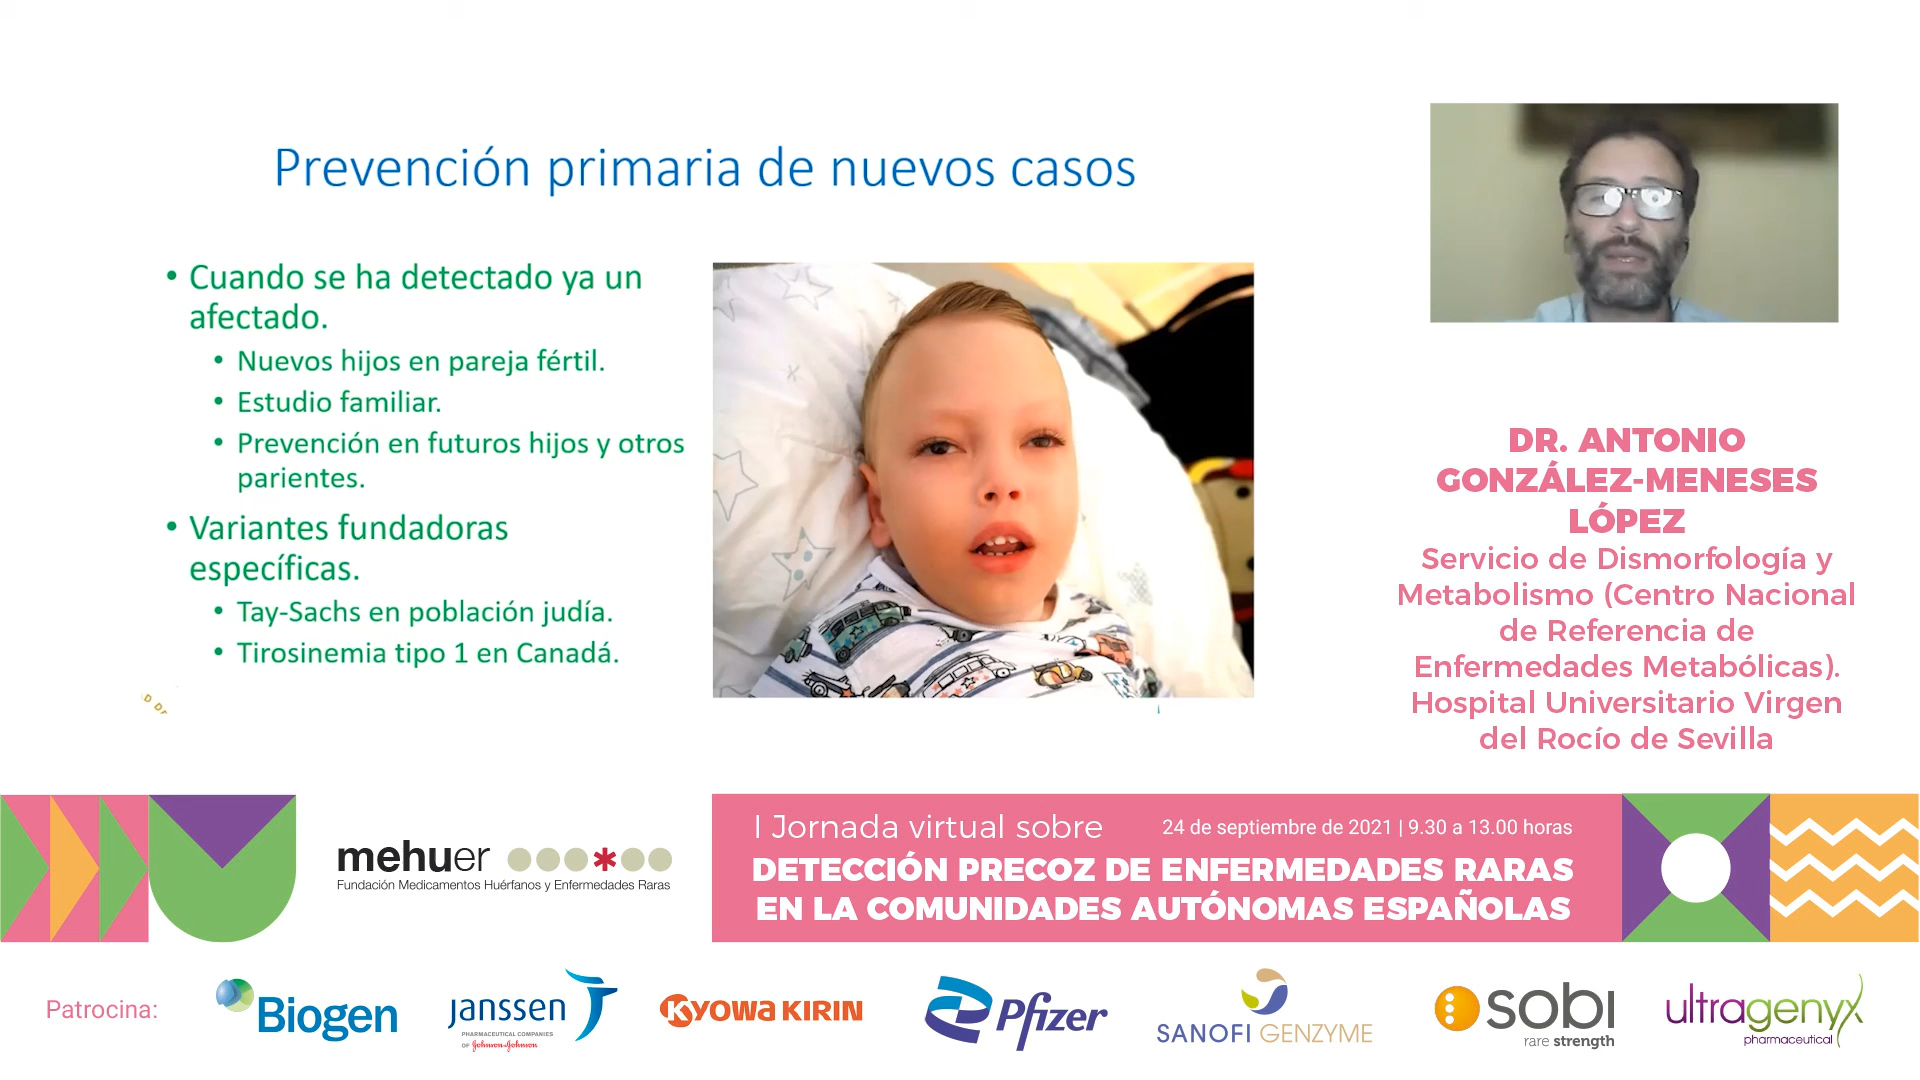 Prevención primaria de nuevos casos
• Cuando se ha detectado ya un
afectado.
• Nuevos hijos en pareja fértil.
• Estudio familiar.
• Prevención en futuros hijos y otros
parientes.
• Variantes fundadoras
específicas.
• Tay-Sachs en población judía.
• Tirosinemia tipo 1 en Canadá.
DR. ANTONIO
GONZÁLEZ-MENESES
LÓPEZ
Servicio de Dismorfología y
Metabolismo (Centro Nacional
de Referencia de
Enfermedades Metabólicas).
Hospital Universitario Virgen
del Rocío de Sevilla
mehuer
Fundación Medicamentos Huérfanos y Enfermedades Raras
I Jornada virtual sobre
24 de septiembre de 2021 | 9.30 a 13.00 horas
DETECCIÓN PRECOZ DE ENFERMEDADES RARAS
EN LA COMUNIDADES AUTÓNOMAS ESPAÑOLAS
Patrocina:
Biogen
janssen
PHARMACEUTICAL COMPANIES
OF Johnson & Johnson
KYOWA KIRIN
Pfizer
SANOFI GENZYME
sobi
rare strength
ultragenyx
pharmaceutical